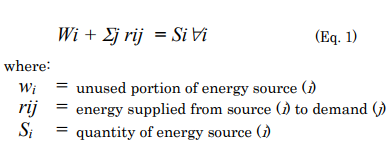 Wi + Σj rij = Si ∀i (Eq. 1)
where:
wi = unused portion of energy source (i)
rij = energy supplied from source (i) to demand (j)
Si = quantity of energy source (i)